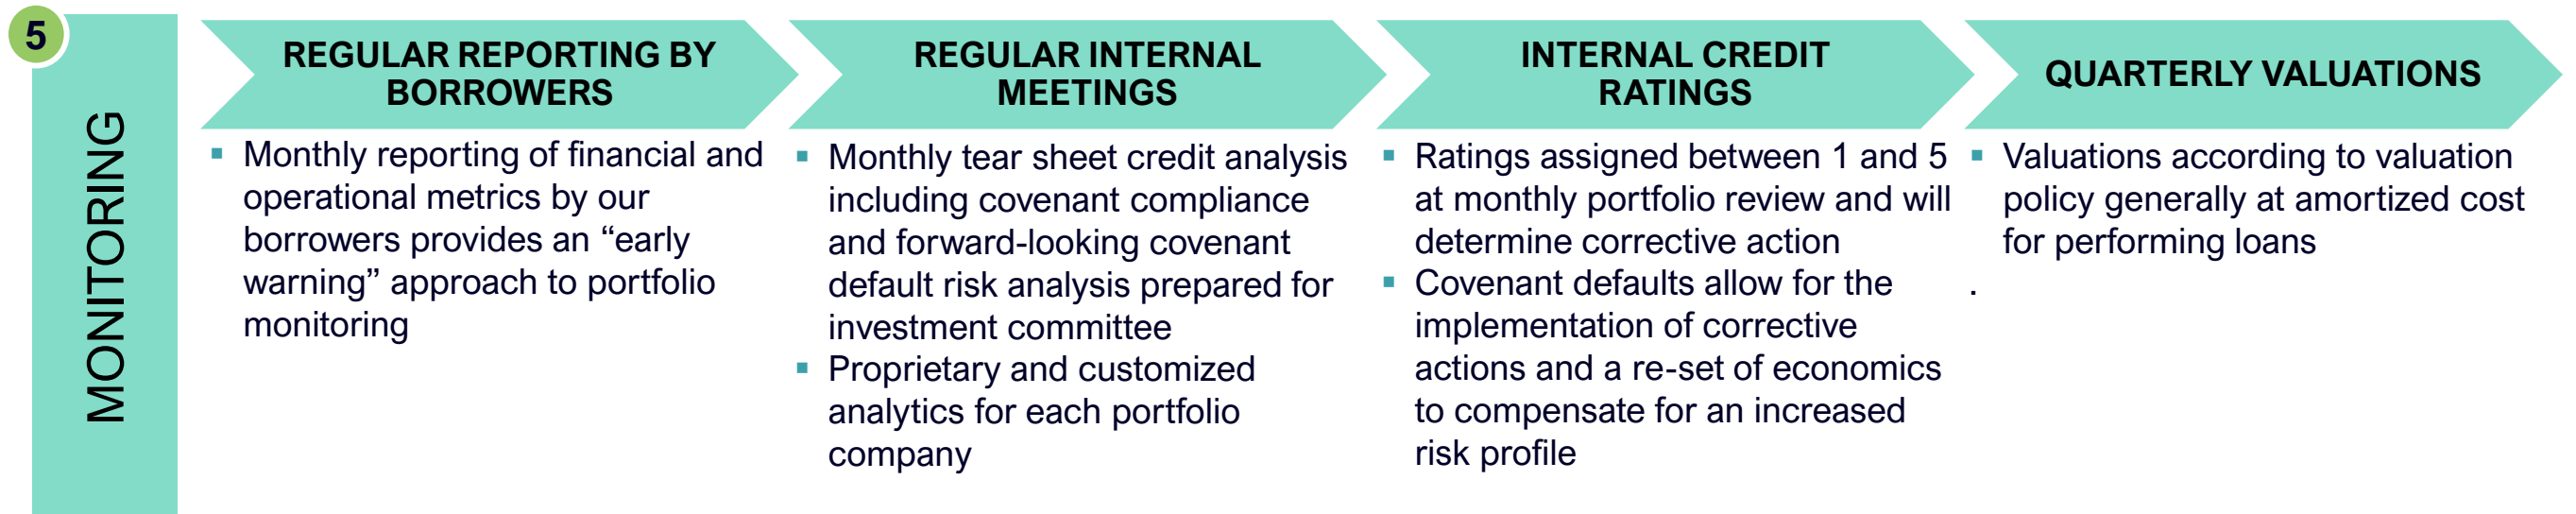 5
MONITORING
REGULAR REPORTING BY
BORROWERS
▪ Monthly reporting of financial and
operational metrics by our
borrowers provides an “early
warning” approach to portfolio
monitoring
REGULAR INTERNAL
MEETINGS
▪ Monthly tear sheet credit analysis
including covenant compliance
and forward-looking covenant
default risk analysis prepared for
investment committee
▪ Proprietary and customized
analytics for each portfolio
company
INTERNAL CREDIT
RATINGS
▪ Ratings assigned between 1 and 5
at monthly portfolio review and will
determine corrective action
▪ Covenant defaults allow for the
implementation of corrective
actions and a re-set of economics
to compensate for an increased
risk profile
QUARTERLY VALUATIONS
▪ Valuations according to valuation
policy generally at amortized cost
for performing loans
.